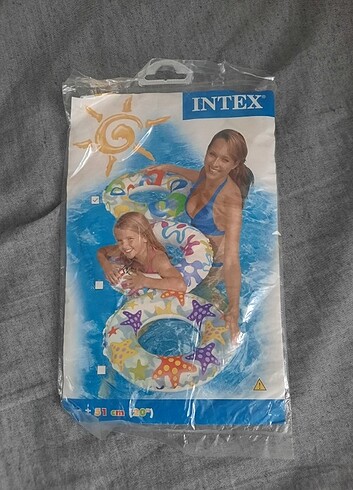 INTEX®
± 51 cm (20")